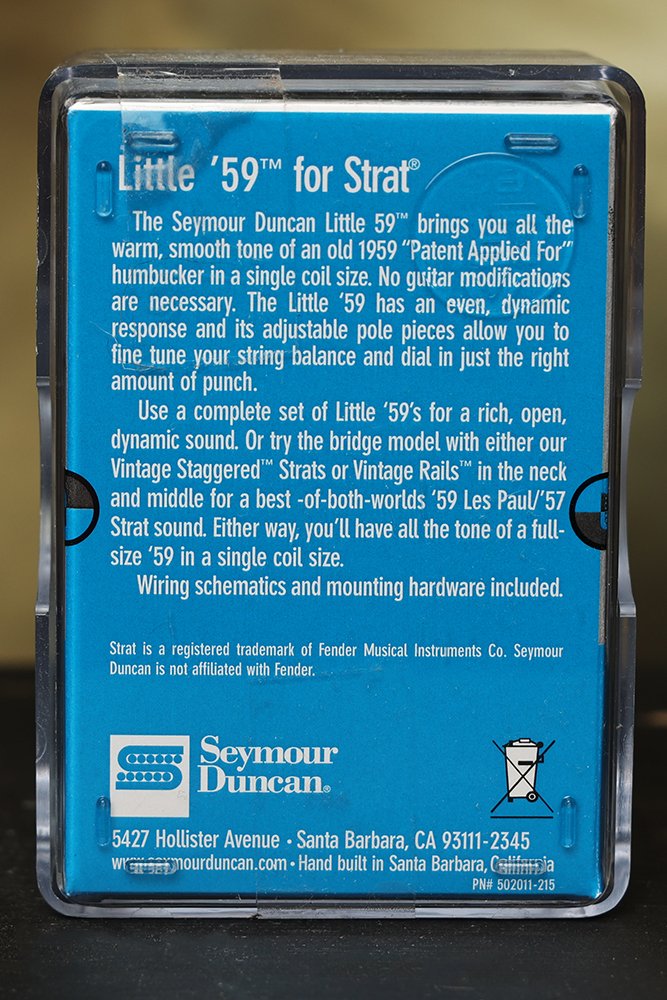 Little '59™ for Strat®
The Seymour Duncan Little 59™ brings you all the
warm, smooth tone of an old 1959 “Patent Applied For”
humbucker in a single coil size. No guitar modifications
are necessary. The Little ‘59 has an even, dynamic
response and its adjustable pole pieces allow you to
fine tune your string balance and dial in just the right
amount of punch.
Use a complete set of Little ‘59’s for a rich, open,
dynamic sound. Or try the bridge model with either our
Vintage Staggered™ Strats or Vintage Rails™ in the neck
and middle for a best -of-both-worlds ‘59 Les Paul/’57
Strat sound. Either way, you’ll have all the tone of a full-
size ‘59 in a single coil size.
Wiring schematics and mounting hardware included.
Strat is a registered trademark of Fender Musical Instruments Co. Seymour
Duncan is not affiliated with Fender.
Seymour
Duncan®
5427 Hollister Avenue • Santa Barbara, CA 93111-2345
www.seymourduncan.com • Hand built in Santa Barbara, California
PN# 502011-215